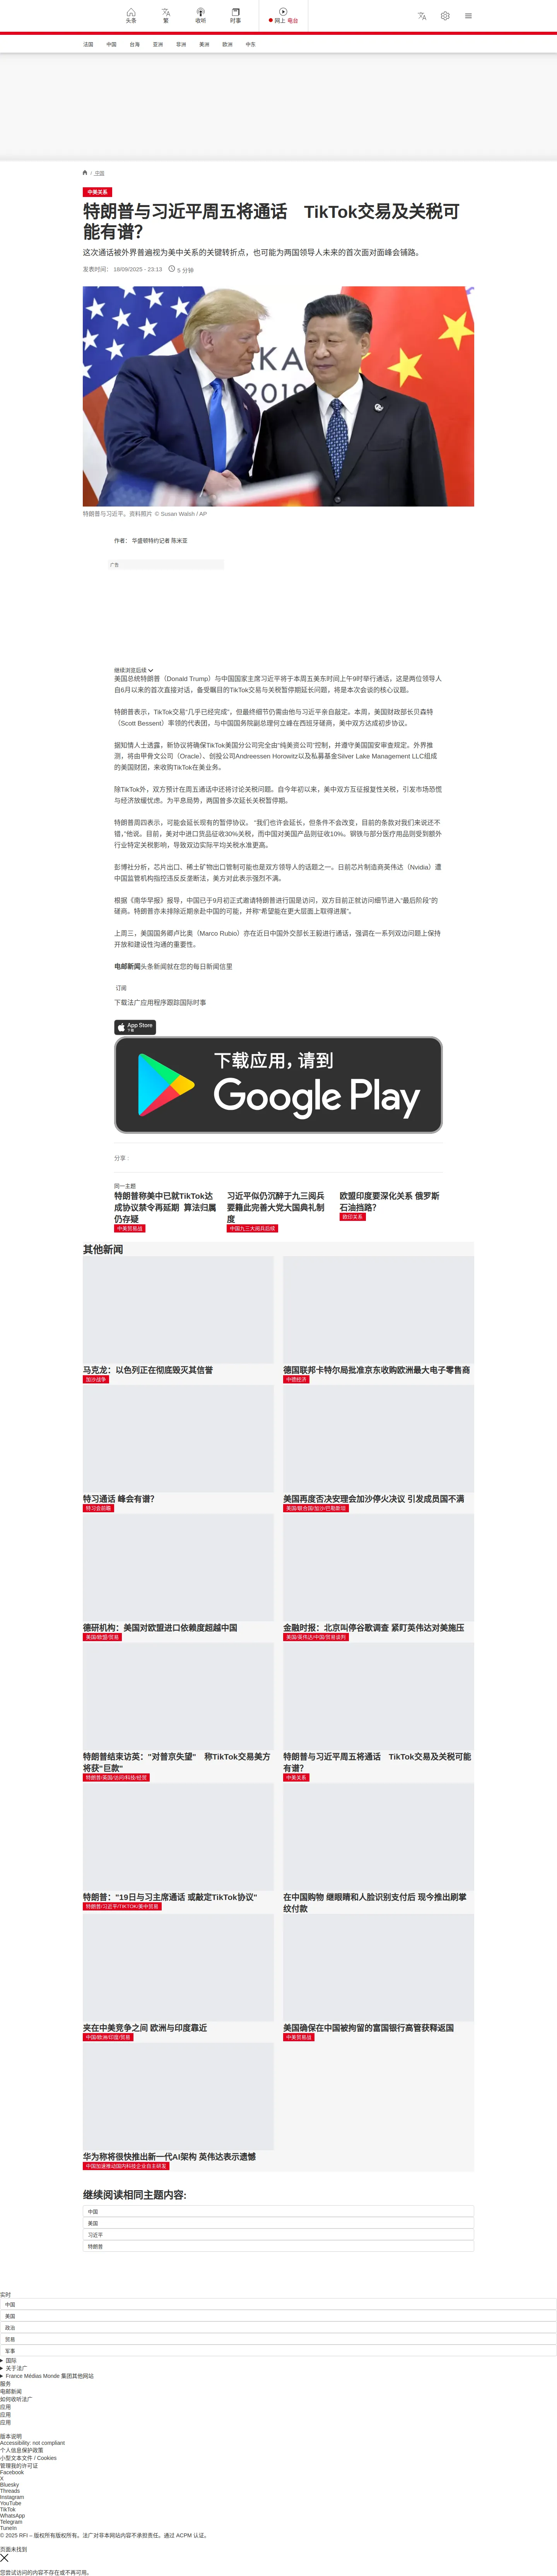 头条
繁
收听
时事
网上 电台
法国
中国
台海
亚洲
非洲
美洲
欧洲
中东
/ 中国
中美关系
特朗普与习近平周五将通话　TikTok交易及关税可
能有谱？
这次通话被外界普遍视为美中关系的关键转折点，也可能为两国领导人未来的首次面对面峰会铺路。
发表时间： 18/09/2025 - 23:13
5 分钟
特朗普与习近平。资料照片 © Susan Walsh / AP
作者： 华盛顿特约记者 陈米亚
广告
继续浏览后续
美国总统特朗普（Donald Trump）与中国国家主席习近平将于本周五美东时间上午9时举行通话，这是两位领导人
自6月以来的首次直接对话，备受瞩目的TikTok交易与关税暂停期延长问题，将是本次会谈的核心议题。
特朗普表示，TikTok交易"几乎已经完成"，但最终细节仍需由他与习近平亲自敲定。本周，美国财政部长贝森特
（Scott Bessent）率领的代表团，与中国国务院副总理何立峰在西班牙磋商，美中双方达成初步协议。
据知情人士透露，新协议将确保TikTok美国分公司完全由"纯美资公司"控制，并遵守美国国安审查规定。外界推
测，将由甲骨文公司（Oracle）、创投公司Andreessen Horowitz以及私募基金Silver Lake Management LLC组成
的美国财团，来收购TikTok在美业务。
除TikTok外，双方预计在周五通话中还将讨论关税问题。自今年初以来，美中双方互征报复性关税，引发市场恐慌
与经济放缓忧虑。为平息局势，两国曾多次延长关税暂停期。
特朗普周四表示，可能会延长现有的暂停协议。 "我们也许会延长，但条件不会改变，目前的条款对我们来说还不
错，"他说。目前，美对中进口货品征收30%关税，而中国对美国产品则征收10%。钢铁与部分医疗用品则受到额外
行业特定关税影响，导致双边实际平均关税水准更高。
彭博社分析，芯片出口、稀土矿物出口管制可能也是双方领导人的话题之一。日前芯片制造商英伟达（Nvidia）遭
中国监管机构指控违反反垄断法，美方对此表示强烈不满。
根据《南华早报》报导，中国已于9月初正式邀请特朗普进行国是访问，双方目前正就访问细节进入"最后阶段"的
磋商。特朗普亦未排除近期亲赴中国的可能，并称"希望能在更大层面上取得进展"。
上周三，美国国务卿卢比奥（Marco Rubio）亦在近日中国外交部长王毅进行通话，强调在一系列双边问题上保持
开放和建设性沟通的重要性。
电邮新闻头条新闻就在您的每日新闻信里
订阅
下载法广应用程序跟踪国际时事
App Store
下载
下载应用，请到
Google Play
分享 :
同一主题
特朗普称美中已就TikTok达
成协议禁令再延期 算法归属
仍存疑
中美贸易战
习近平似仍沉醉于九三阅兵
要籍此完善大党大国典礼制
度
中国九三大阅兵后续
欧盟印度要深化关系 俄罗斯
石油挡路？
欧印关系
其他新闻
马克龙：以色列正在彻底毁灭其信誉
加沙战争
德国联邦卡特尔局批准京东收购欧洲最大电子零售商
中德经济
特习通话 峰会有谱？
特习会前瞻
美国再度否决安理会加沙停火决议 引发成员国不满
美国/联合国/加沙/巴勒斯坦
德研机构：美国对欧盟进口依赖度超越中国
美国/欧盟/贸易
金融时报：北京叫停谷歌调查 紧盯英伟达对美施压
美国/英伟达/中国/贸易谈判
特朗普结束访英："对普京失望"　称TikTok交易美方
将获"巨款"
特朗普/英国/访问/科技/经贸
特朗普与习近平周五将通话　TikTok交易及关税可能
有谱？
中美关系
特朗普："19日与习主席通话 或敲定TikTok协议"
特朗普/习近平/TIKTOK/美中贸易
在中国购物 继眼睛和人脸识别支付后 现今推出刷掌
纹付款
夹在中美竞争之间 欧洲与印度靠近
中国/欧洲/印度/贸易
美国确保在中国被拘留的富国银行高管获释返国
中美贸易战
华为称将很快推出新一代AI架构 英伟达表示遗憾
中国加速推动国内科技企业自主研发
继续阅读相同主题内容:
中国
美国
习近平
特朗普
实时
中国
美国
政治
贸易
军事
国际
关于法广
France Médias Monde 集团其他网站
服务
电邮新闻
如何收听法广
应用
应用
应用
版本说明
Accessibility: not compliant
个人信息保护政策
小型文本文件 / Cookies
管理我的许可证
Facebook
X
Bluesky
Threads
Instagram
YouTube
TikTok
WhatsApp
Telegram
TuneIn
© 2025 RFI – 版权所有版权所有。法广对非本网站内容不承担责任。通过 ACPM 认证。
页面未找到
您尝试访问的内容不存在或不再可用。